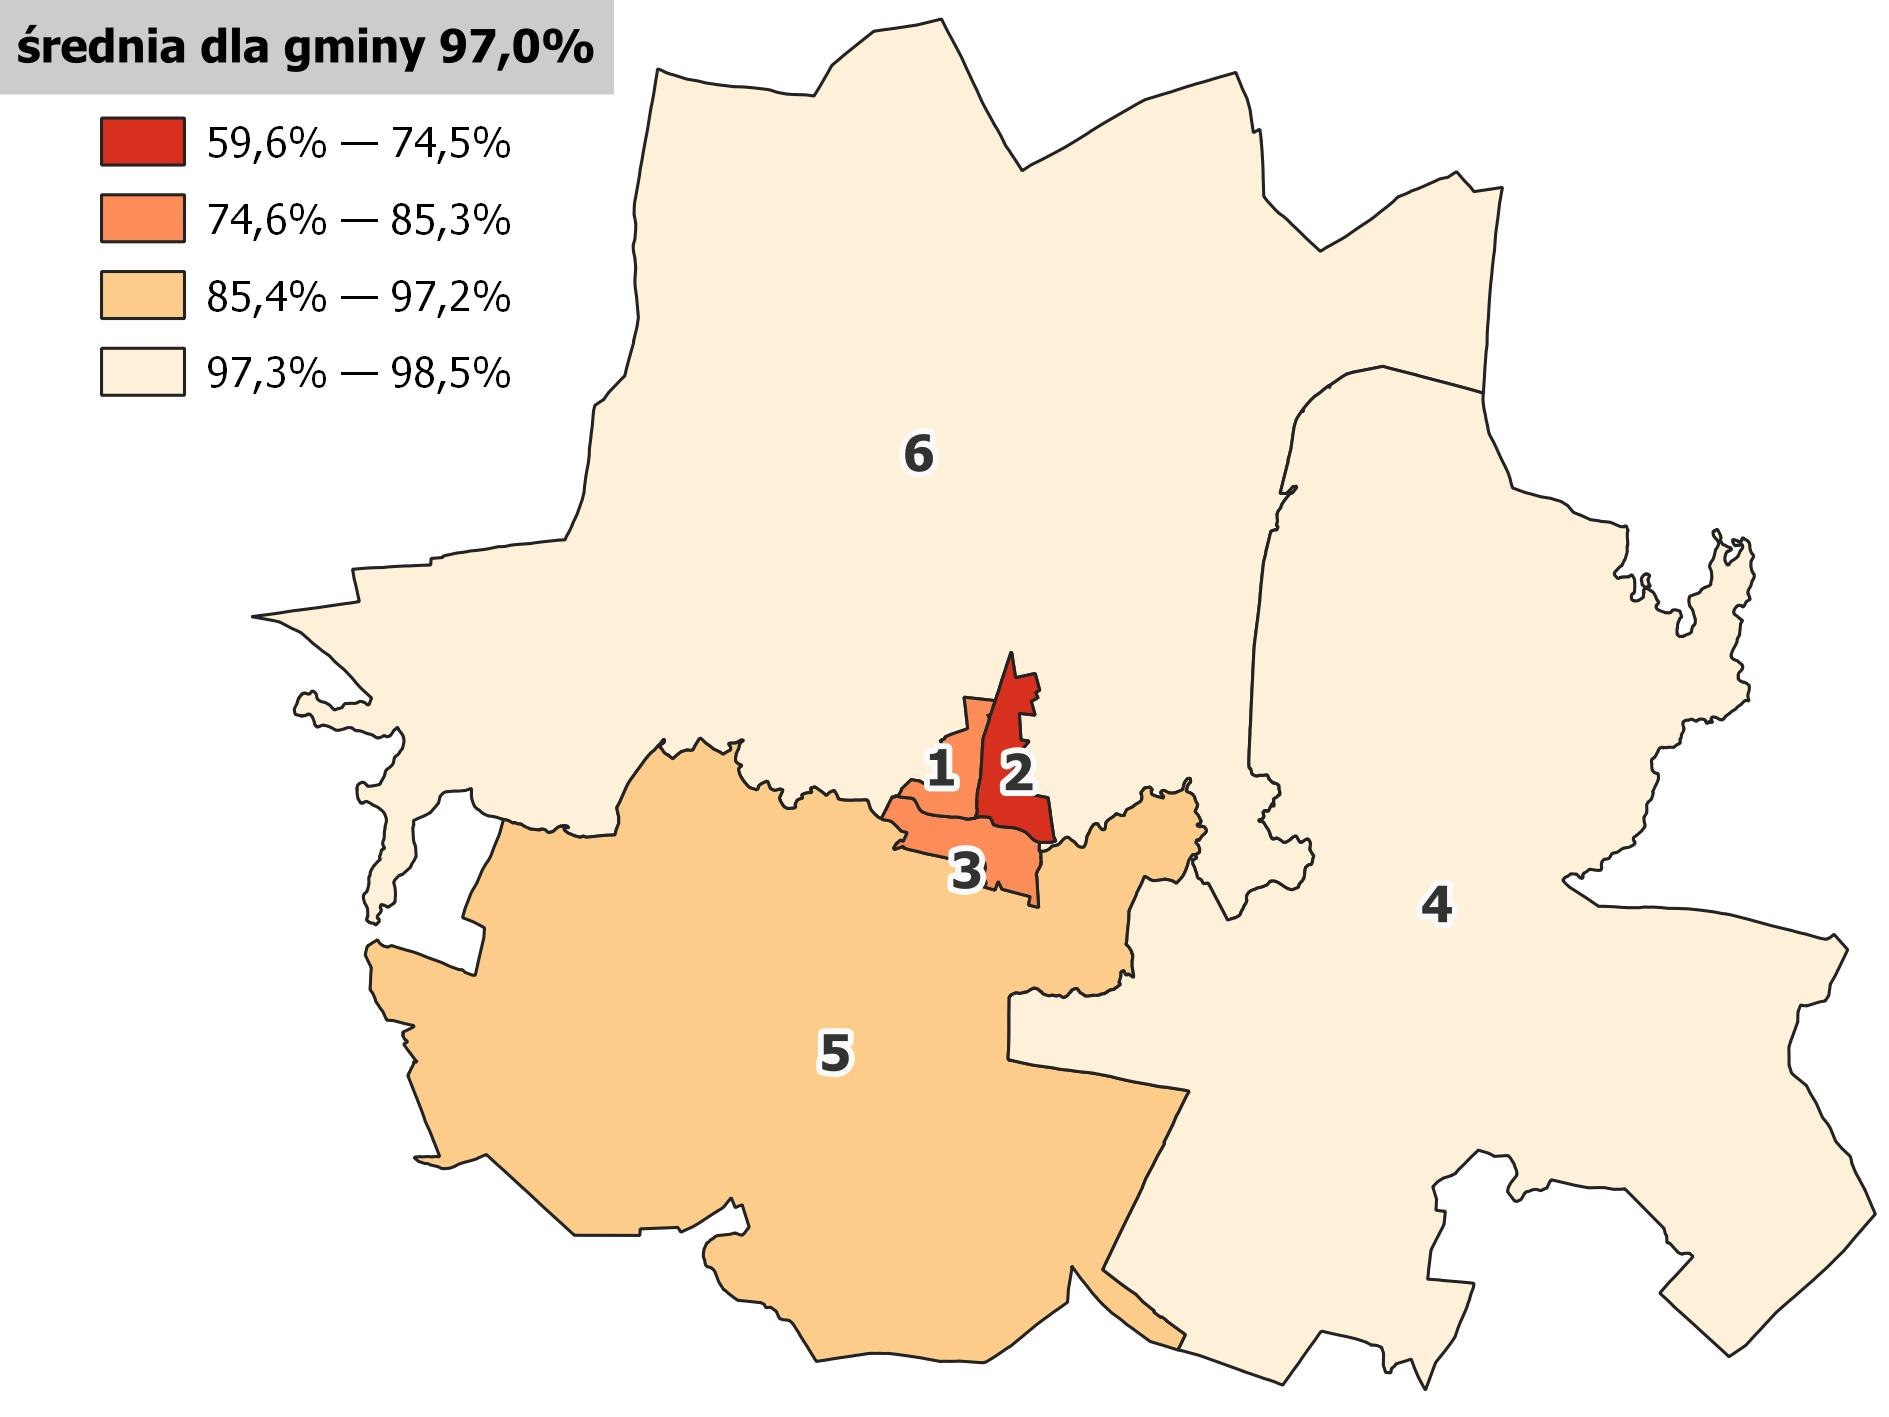 średnia dla gminy 97,0%
59,6% — 74,5%
74,6% — 85,3%
85,4% — 97,2%
97,3% — 98,5%
6
1
2
3
4
5